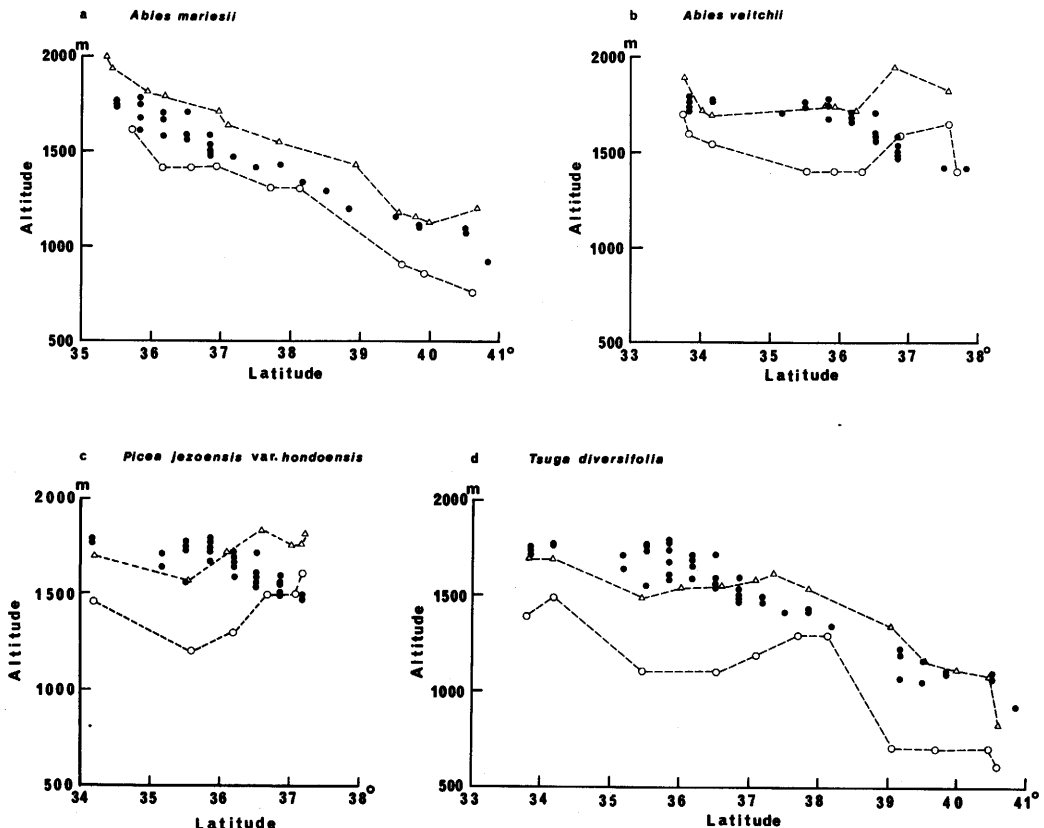 a Abies mariesii
m
2000
1500
1000
500
Altitude
35 36 37 38 39 40 41°
Latitude
b Abies veitchii
m
2000
1500
1000
500
Altitude
33 34 35 36 37 38°
Latitude
c Picea jezoensis var. hondoensis
m
2000
1500
1000
500
Altitude
34 35 36 37 38°
Latitude
d Tsuga diversifolia
m
2000
1500
1000
500
Altitude
33 34 35 36 37 38 39 40 41°
Latitude